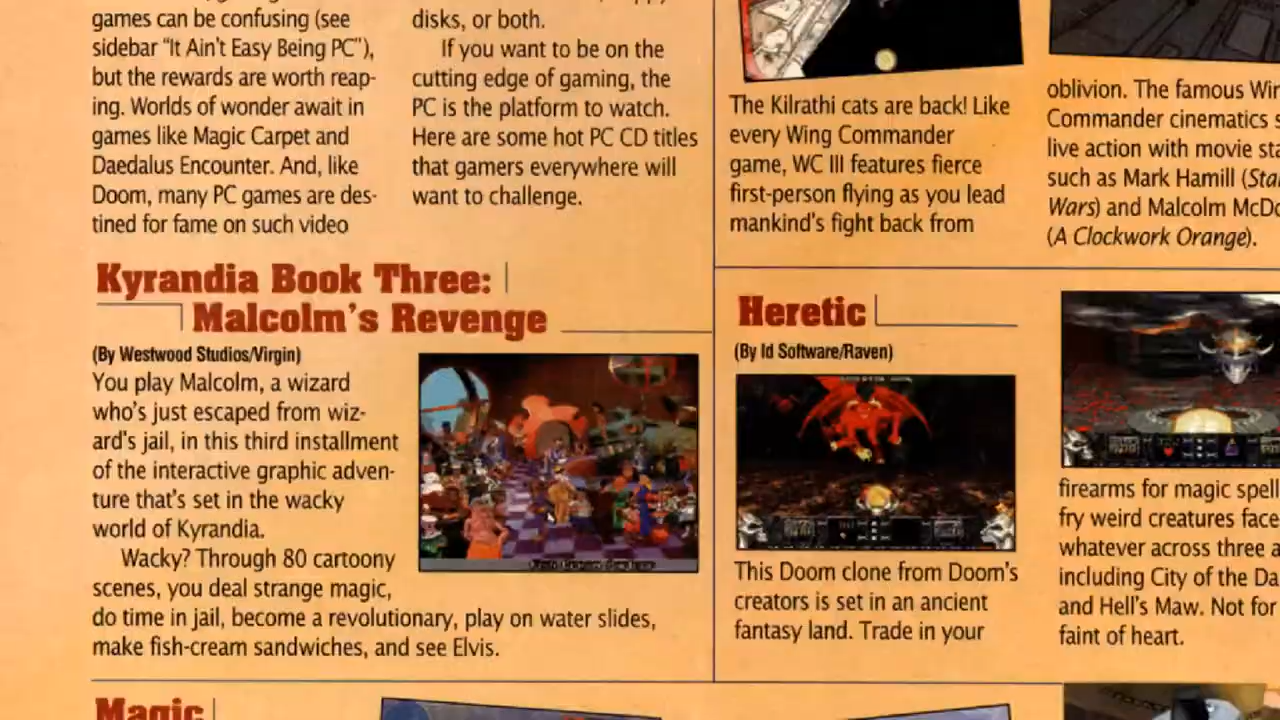 games can be confusing (see
sidebar "It Ain't Easy Being PC"),
but the rewards are worth reap-
ing. Worlds of wonder await in
games like Magic Carpet and
Daedalus Encounter. And, like
Doom, many PC games are des-
tined for fame on such video
disks, or both.
If you want to be on the
cutting edge of gaming, the
PC is the platform to watch.
Here are some hot PC CD titles
that gamers everywhere will
want to challenge.
Kyrandia Book Three:
Malcolm's Revenge
(By Westwood Studios/Virgin)
You play Malcolm, a wizard
who's just escaped from wiz-
ard's jail, in this third installment
of the interactive graphic adven-
ture that's set in the wacky
world of Kyrandia.
Wacky? Through 80 cartoony
scenes, you deal strange magic,
do time in jail, become a revolutionary, play on water slides,
make fish-cream sandwiches, and see Elvis.
Magic
The Kilrathi cats are back! Like
every Wing Commander
game, WC III features fierce
first-person flying as you lead
mankind's fight back from
oblivion. The famous Win
Commander cinematics s
live action with movie sta
such as Mark Hamill (Sta
Wars) and Malcolm McDo
(A Clockwork Orange).
Heretic
(By Id Software/Raven)
This Doom clone from Doom's
creators is set in an ancient
fantasy land. Trade in your
firearms for magic spell
fry weird creatures face
whatever across three a
including City of the Da
and Hell's Maw. Not for
faint of heart.